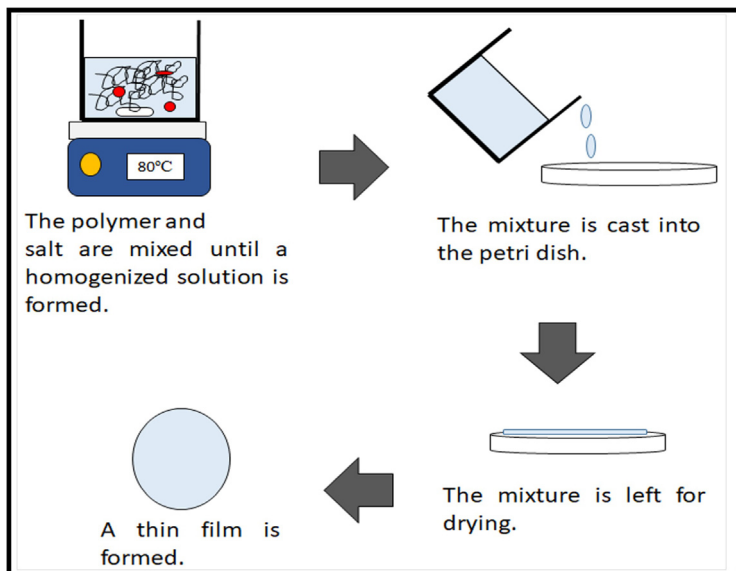 80°C
The polymer and
salt are mixed until a
homogenized solution is
formed.
The mixture is cast into
the petri dish.
The mixture is left for
drying.
A thin film is
formed.